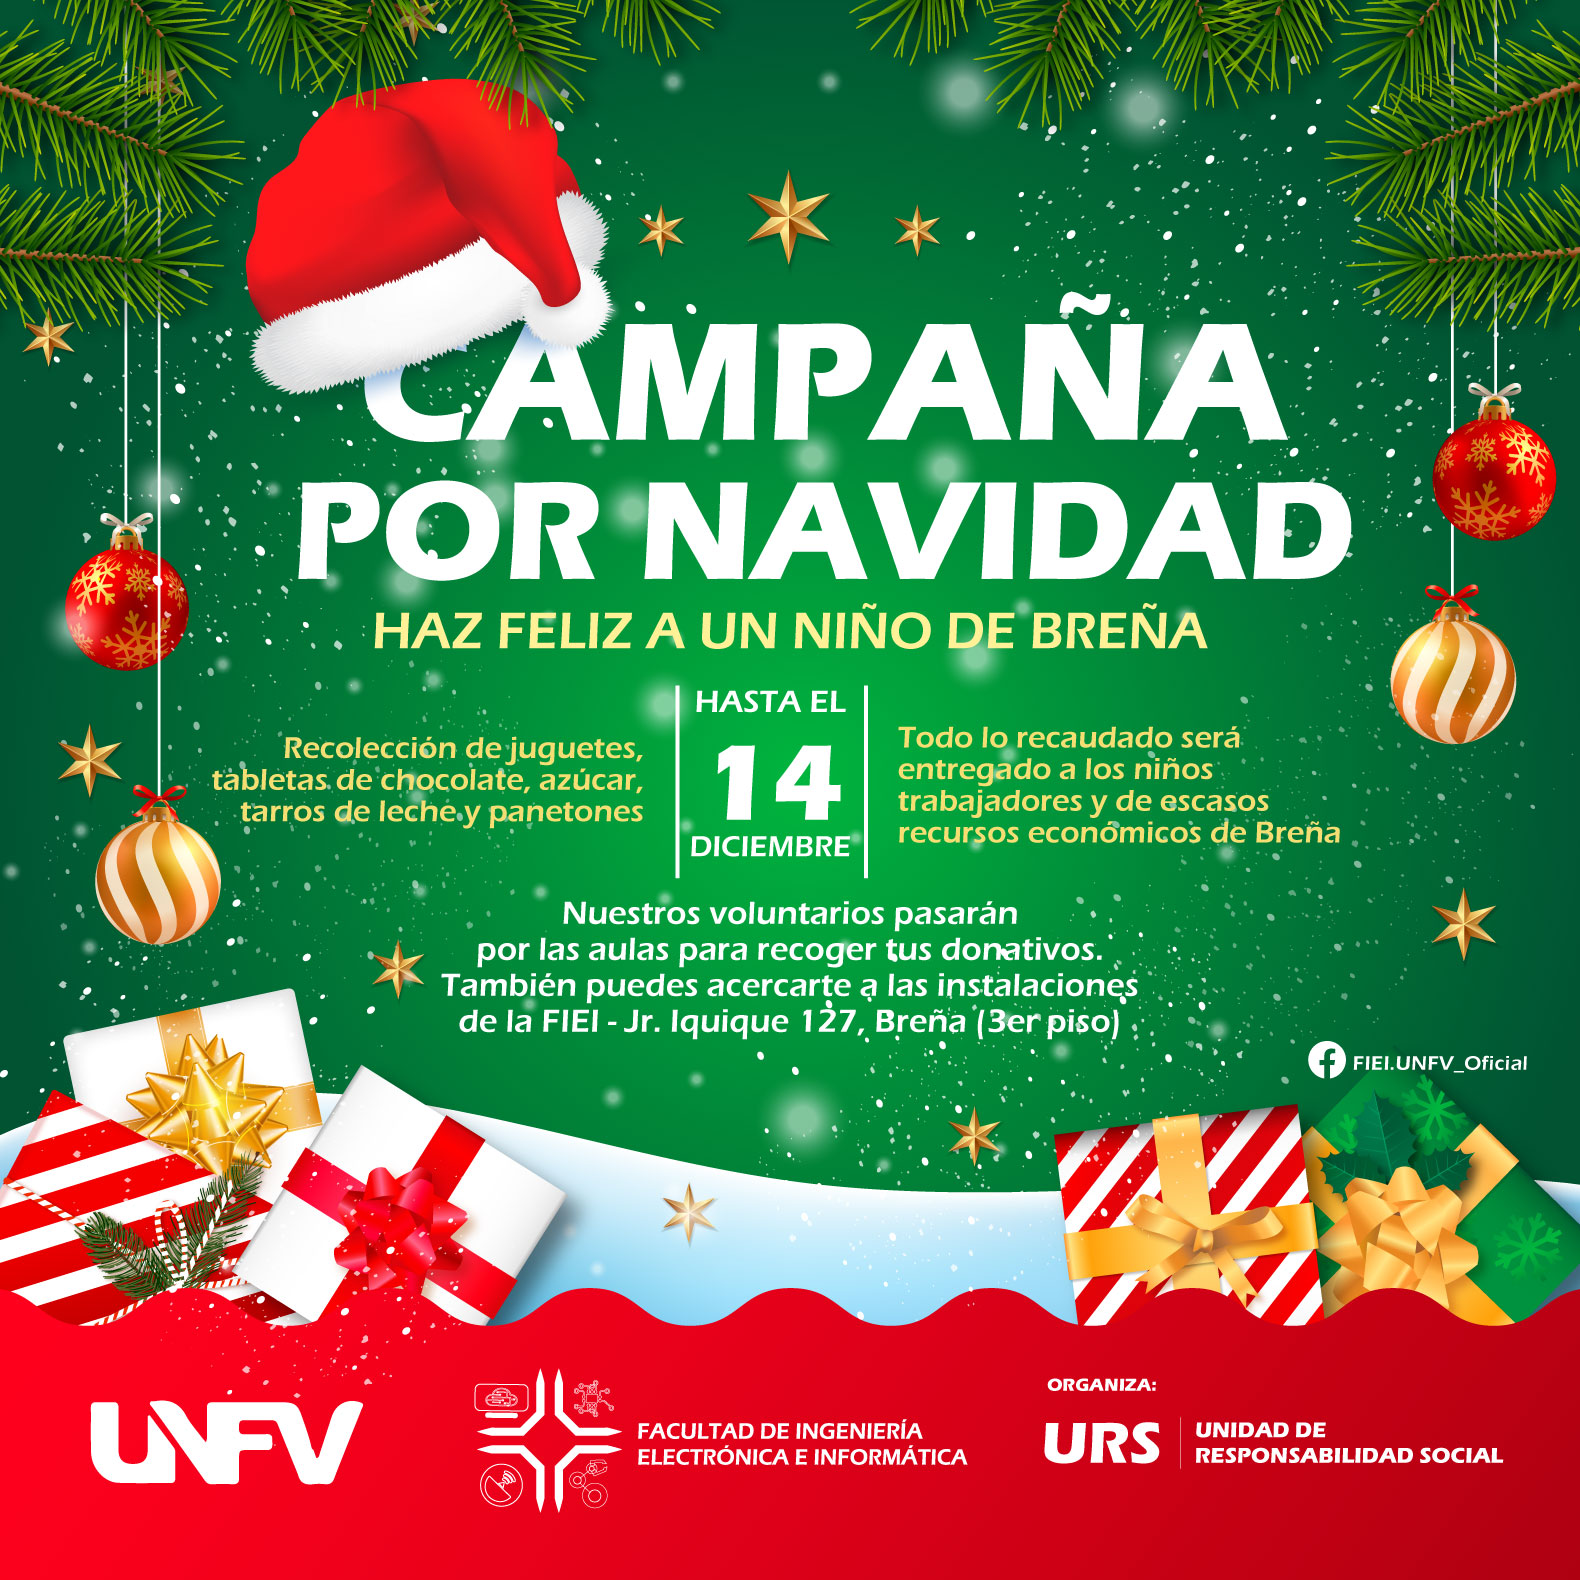 CAMPAÑA
POR NAVIDAD
HAZ FELIZ A UN NIÑO DE BREÑA
Recolección de juguetes,
tabletas de chocolate, azúcar,
tarros de leche y panetones
HASTA EL
14
DICIEMBRE
Todo lo recaudado será
entregado a los niños
trabajadores y de escasos
recursos económicos de Breña
Nuestros voluntarios pasarán
por las aulas para recoger tus donativos.
También puedes acercarte a las instalaciones
de la FIEI - Jr. Iquique 127, Breña (3er piso)
FIEI.UNFV_Oficial
UNFV
FACULTAD DE INGENIERÍA
ELECTRÓNICA E INFORMÁTICA
ORGANIZA:
URS
UNIDAD DE
RESPONSABILIDAD SOCIAL